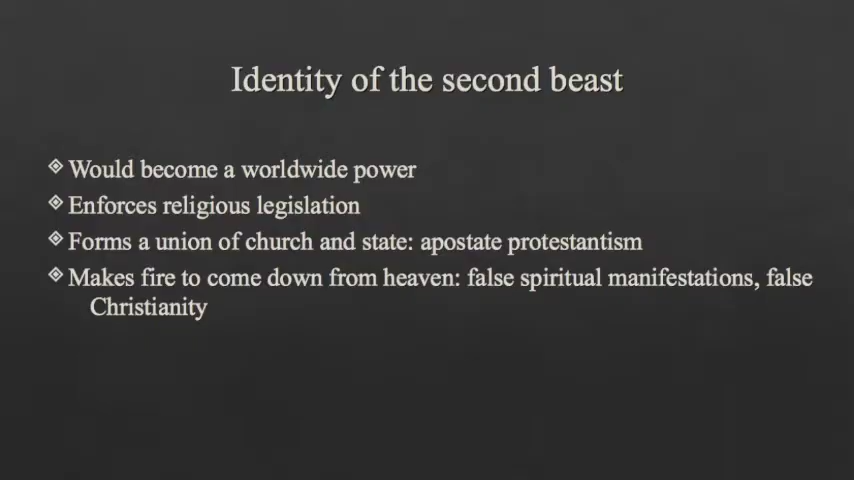 Identity of the second beast
Would become a worldwide power
Enforces religious legislation
Forms a union of church and state: apostate protestantism
Makes fire to come down from heaven: false spiritual manifestations, false
Christianity